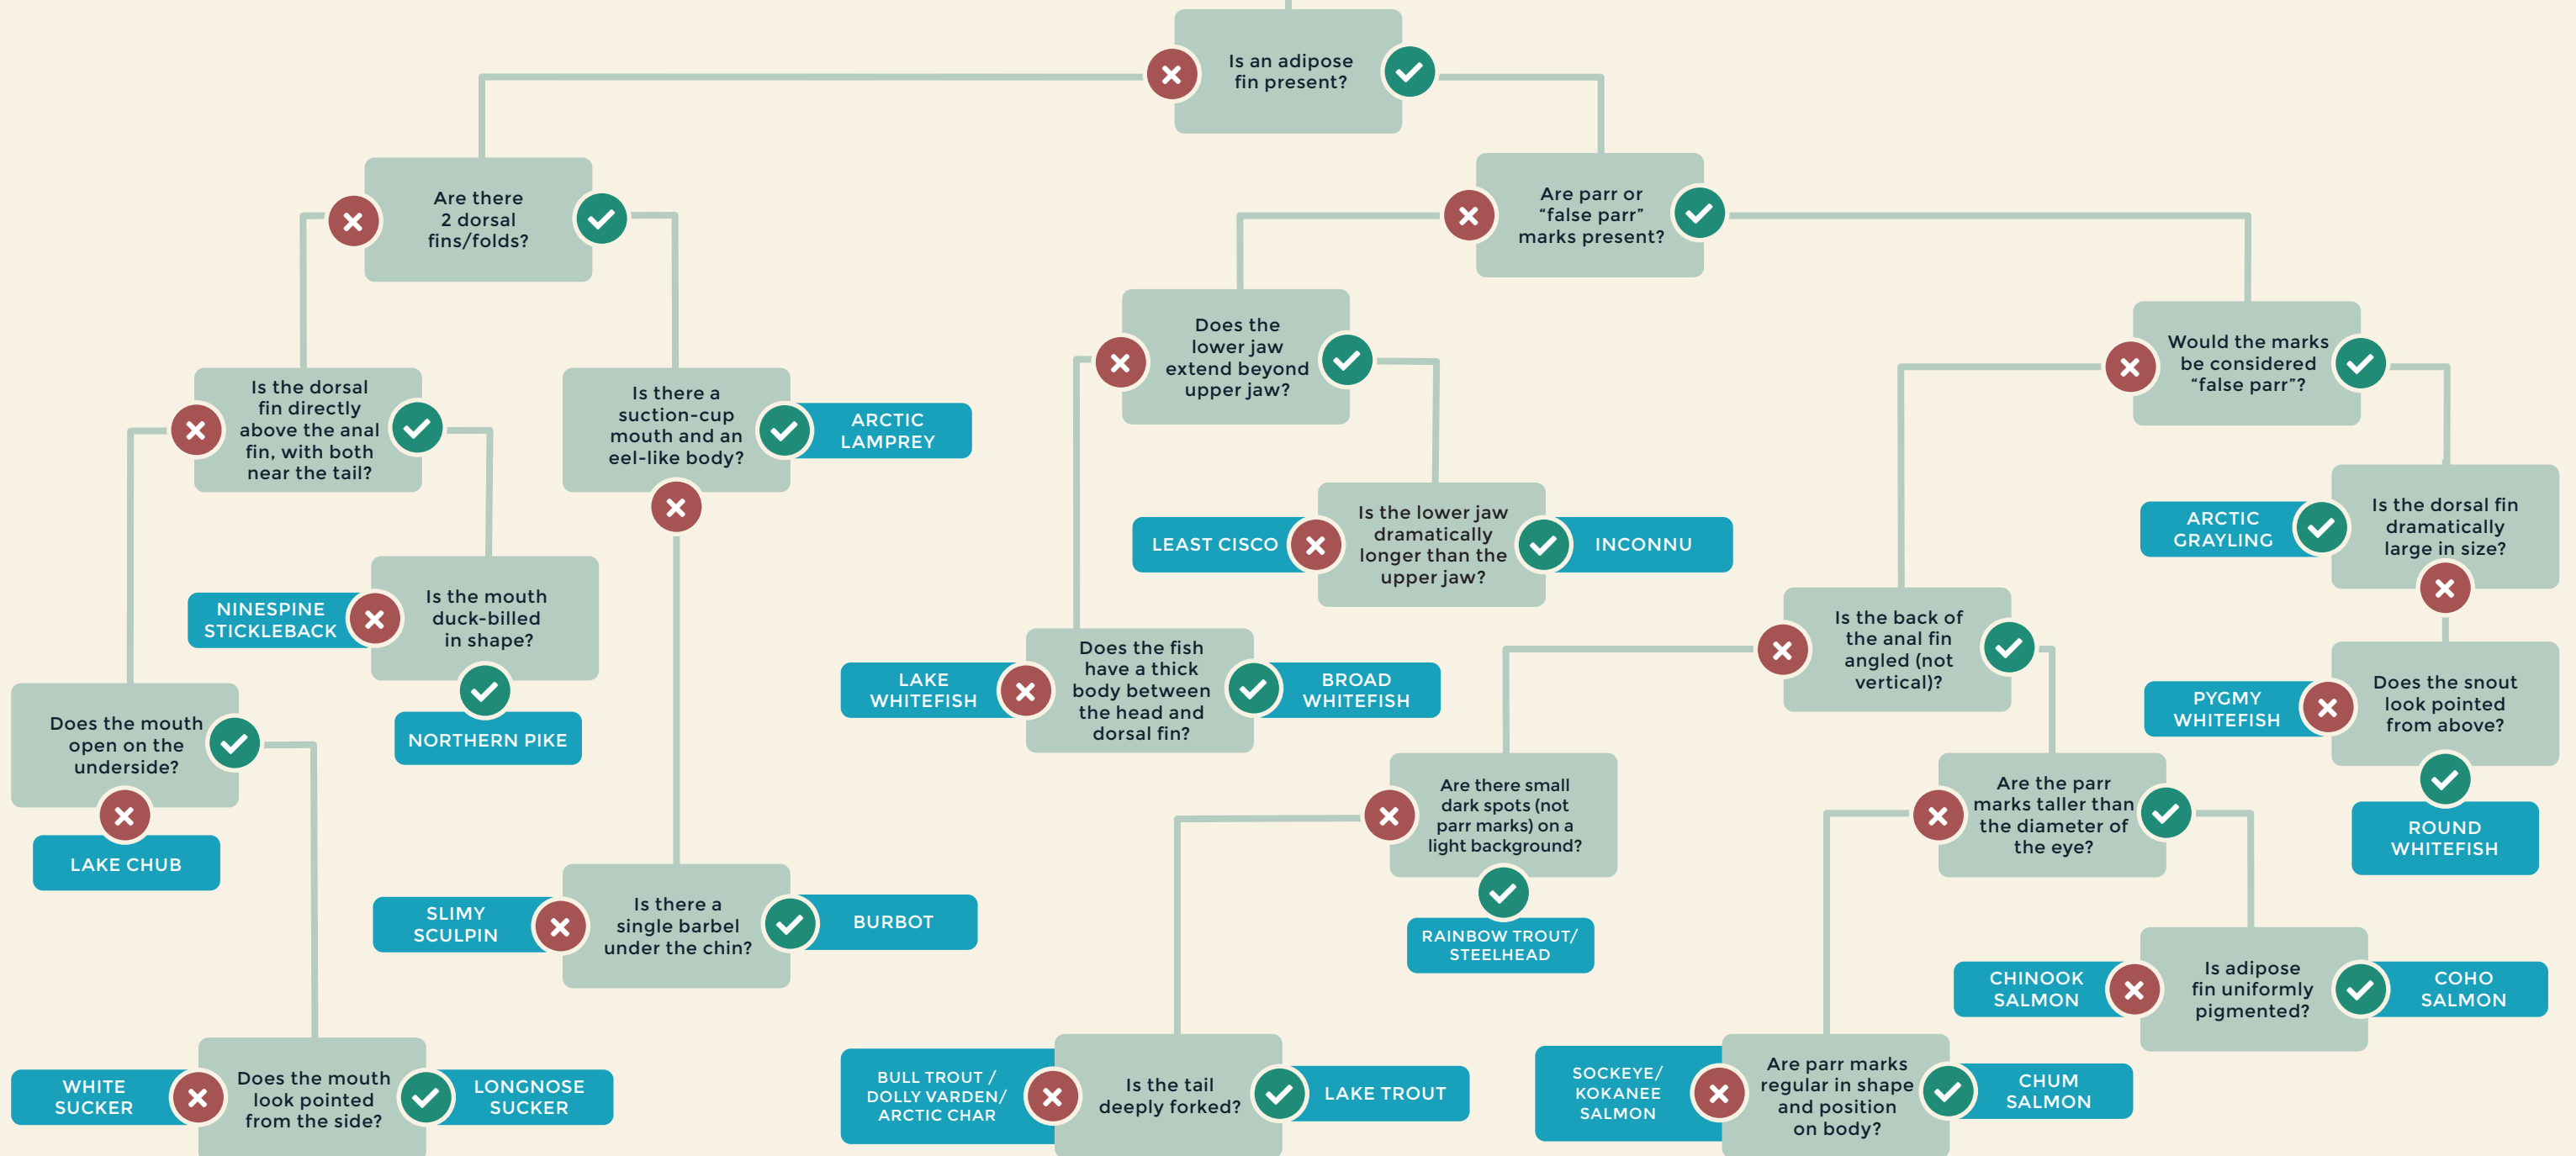 Is an adipose
fin present?
Are there
2 dorsal
fins/folds?
Are parr or
“false parr”
marks present?
Does the
lower jaw
extend beyond
upper jaw?
Would the marks
be considered
“false parr”?
Is the dorsal
fin directly
above the anal
fin, with both
near the tail?
Is there a
suction-cup
mouth and an
eel-like body?
ARCTIC
LAMPREY
LEAST CISCO
Is the lower jaw
dramatically
longer than the
upper jaw?
INCONNU
ARCTIC
GRAYLING
Is the dorsal fin
dramatically
large in size?
NINESPINE
STICKLEBACK
Is the mouth
duck-billed
in shape?
NORTHERN PIKE
LAKE
WHITEFISH
Does the fish
have a thick
body between
the head and
dorsal fin?
BROAD
WHITEFISH
Is the back of
the anal fin
angled (not
vertical)?
PYGMY
WHITEFISH
Does the snout
look pointed
from above?
ROUND
WHITEFISH
Does the mouth
open on the
underside?
LAKE CHUB
Are there small
dark spots (not
parr marks) on a
light background?
RAINBOW TROUT/
STEELHEAD
Are the parr
marks taller than
the diameter of
the eye?
SLIMY
SCULPIN
Is there a
single barbel
under the chin?
BURBOT
CHINOOK
SALMON
Is adipose
fin uniformly
pigmented?
COHO
SALMON
WHITE
SUCKER
Does the mouth
look pointed
from the side?
LONGNOSE
SUCKER
BULL TROUT /
DOLLY VARDEN/
ARCTIC CHAR
Is the tail
deeply forked?
LAKE TROUT
SOCKEYE/
KOKANEE
SALMON
Are parr marks
regular in shape
and position
on body?
CHUM
SALMON